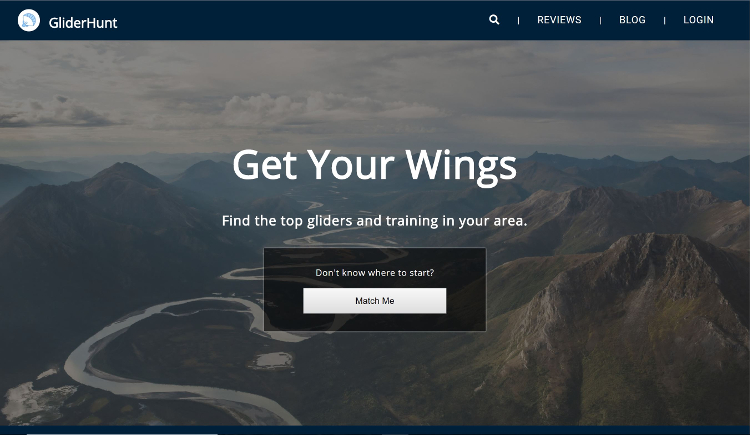 GliderHunt
| REVIEWS | BLOG | LOGIN
Get Your Wings
Find the top gliders and training in your area.
Don't know where to start?
Match Me